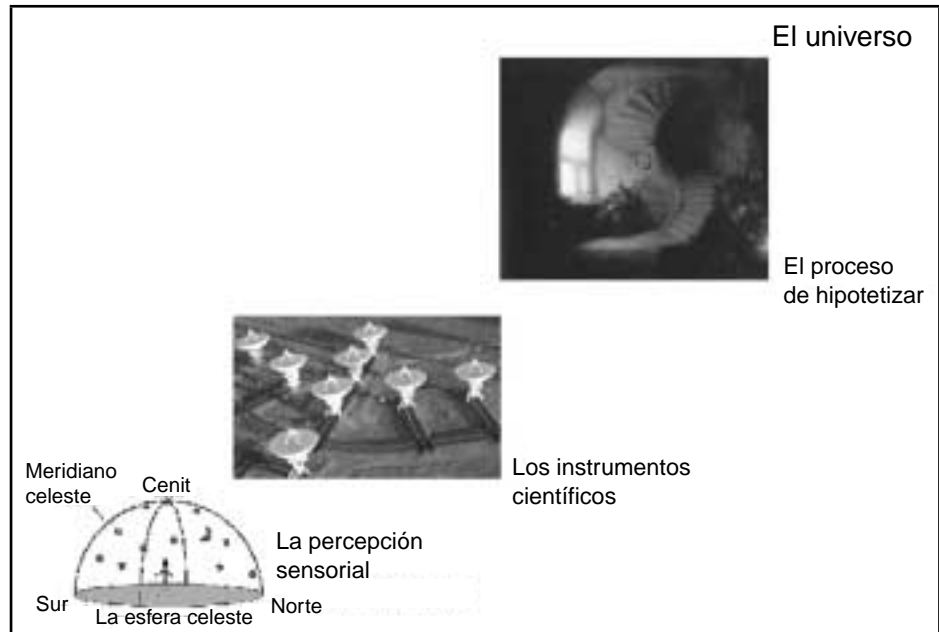 El universo
El proceso
de hipotetizar
Los instrumentos
científicos
Meridiano
celeste
Cenit
La percepción
sensorial
Sur
La esfera celeste
Norte